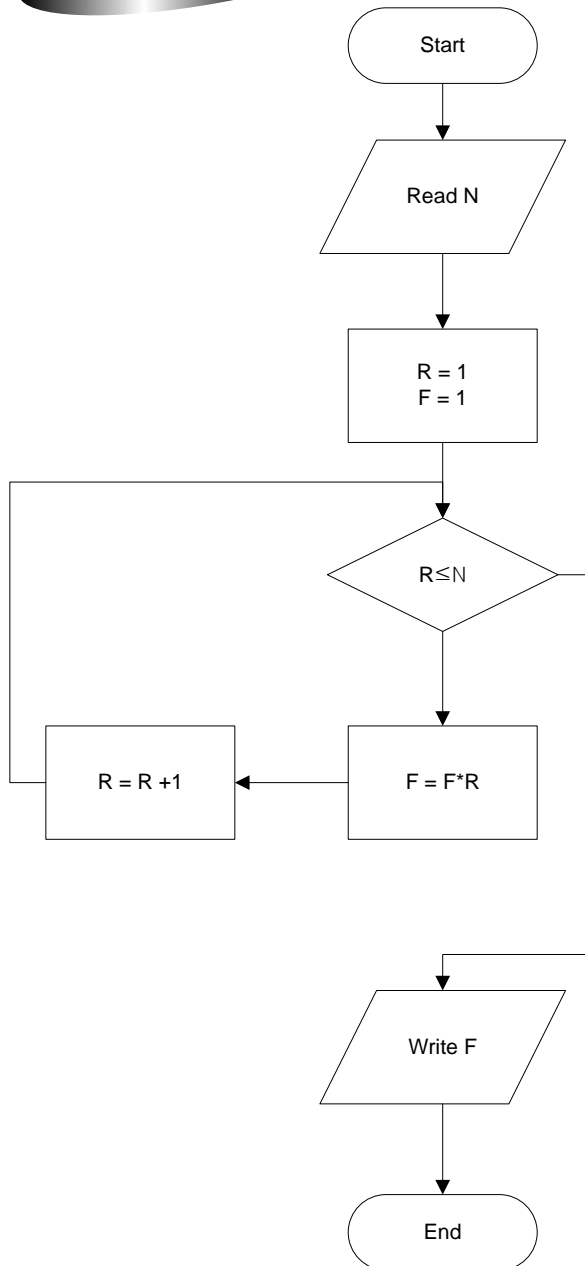 Start
Read N
R = 1
F = 1
R≤N
R = R +1
F = F*R
Write F
End